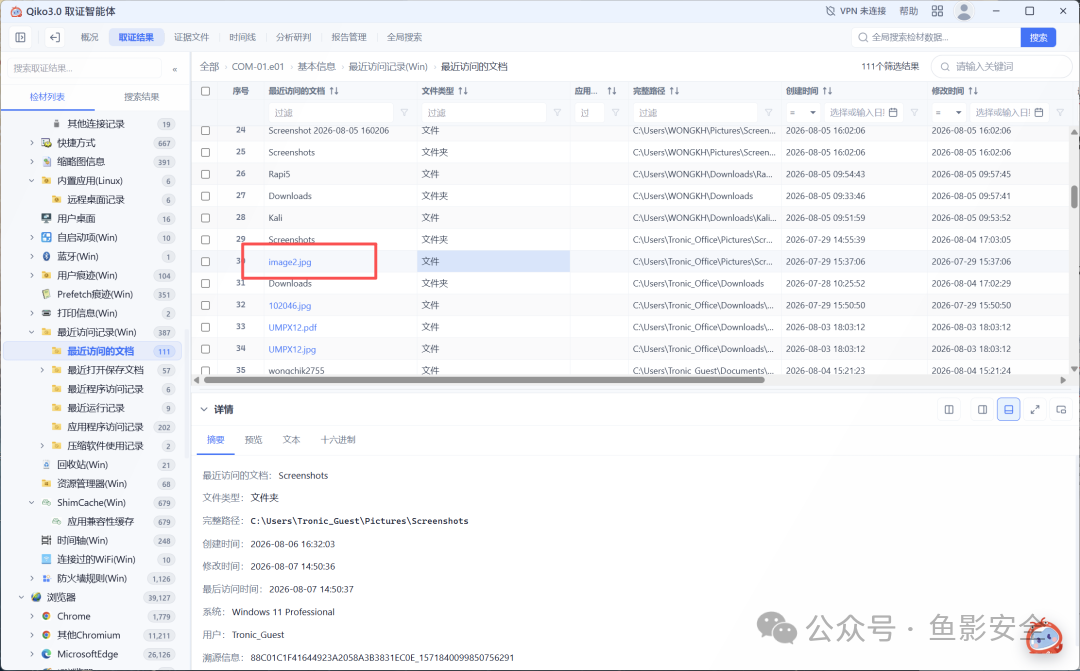 Qiko3.0 取证智能体
VPN 未连接 帮助
概况 取证结果 证据文件 时间线 分析研判 报告管理 全局搜索
全局搜索检材数据... 搜索
搜索取证结果... «
检材列表 搜索结果
其他连接记录 19
快捷方式 667
缩略图信息 391
内置应用(Linux) 6
远程桌面记录 6
用户桌面 16
自启动项(Win) 10
蓝牙(Win) 1
用户痕迹(Win) 104
Prefetch痕迹(Win) 351
打印信息(Win) 2
最近访问记录(Win) 387
最近访问的文档 111
最近打开保存文档 57
最近程序访问记录 6
最近运行记录 9
应用程序访问记录 202
压缩软件使用记录 2
回收站(Win) 21
资源管理器(Win) 68
ShimCache(Win) 679
应用兼容性缓存 679
时间轴(Win) 248
连接过的WiFi(Win) 10
防火墙规则(Win) 1,126
浏览器 39,127
Chrome 1,779
其他Chromium 11,211
MicrosoftEdge 26,126
全部 › COM-01.e01 › 基本信息 › 最近访问记录(Win) › 最近访问的文档
111个筛选结果 请输入关键词
序号 最近访问的文档 ↑↓ 文件类型 ↑↓ 应用... ↑↓ 完整路径 ↑↓ 创建时间 ↑↓ 修改时间 ↑↓
过滤 过滤 过 过滤 = 选择或输入日 = 选择或输入日
24 Screenshot 2026-08-05 160206 文件 C:\Users\WONGKH\Pictures\Screen... 2026-08-05 16:02:06 2026-08-05 16:02:06
25 Screenshots 文件夹 C:\Users\WONGKH\Pictures\Screen... 2026-08-05 16:02:06 2026-08-05 16:02:06
26 Rapi5 文件 C:\Users\WONGKH\Downloads\Ra... 2026-08-05 09:54:43 2026-08-05 09:57:45
27 Downloads 文件夹 C:\Users\WONGKH\Downloads 2026-08-05 09:33:46 2026-08-05 09:57:41
28 Kali 文件 C:\Users\WONGKH\Downloads\Kali... 2026-08-05 09:51:59 2026-08-05 09:53:52
29 Screenshots 文件夹 C:\Users\Tronic_Office\Pictures\Scr... 2026-07-29 14:55:39 2026-08-04 17:03:05
30 image2.jpg 文件 C:\Users\Tronic_Office\Pictures\Scr... 2026-07-29 15:37:06 2026-07-29 15:37:06
31 Downloads 文件夹 C:\Users\Tronic_Office\Downloads 2026-07-28 10:25:52 2026-08-04 17:02:29
32 102046.jpg 文件 C:\Users\Tronic_Office\Downloads\... 2026-07-29 15:50:50 2026-07-29 15:50:50
33 UMPX12.pdf 文件 C:\Users\Tronic_Office\Downloads\... 2026-08-03 18:03:12 2026-08-03 18:03:12
34 UMPX12.jpg 文件 C:\Users\Tronic_Office\Downloads\... 2026-08-03 18:03:12 2026-08-03 18:03:12
35 wongchik2755 文件 C:\Users\Tronic_Guest\Documents\... 2026-08-04 15:21:23 2026-08-04 15:21:24
详情
摘要 预览 文本 十六进制
最近访问的文档: Screenshots
文件类型: 文件夹
完整路径: C:\Users\Tronic_Guest\Pictures\Screenshots
创建时间: 2026-08-06 16:32:03
修改时间: 2026-08-07 14:50:36
最后访问时间: 2026-08-07 14:50:37
系统: Windows 11 Professional
用户: Tronic_Guest
溯源信息: 88C01C1F41644923A2058A3B3831EC0E_1571840099850756291
公众号 · 鱼影安全